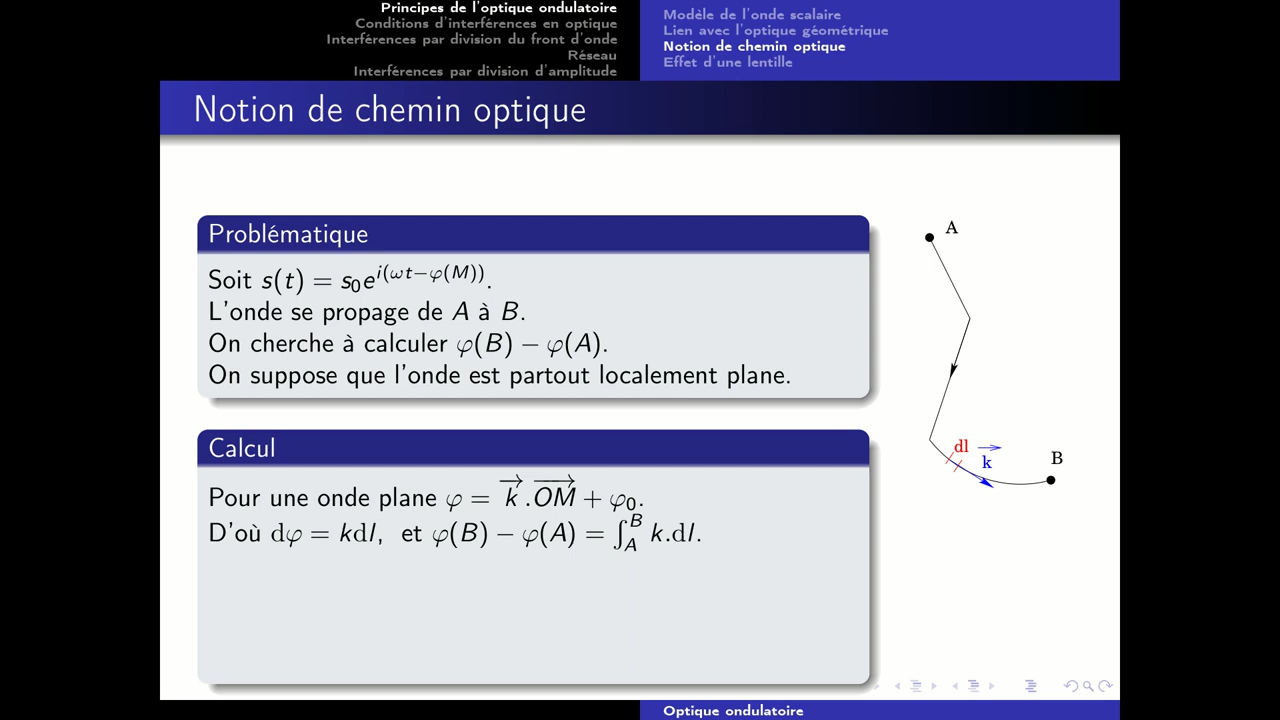 Principes de l'optique ondulatoire
Conditions d'interférences en optique
Interférences par division du front d'onde
Réseau
Interférences par division d'amplitude
Modèle de l'onde scalaire
Lien avec l'optique géométrique
Notion de chemin optique
Effet d'une lentille
Notion de chemin optique
Problématique
Soit s(t) = s₀e^{i(ωt−φ(M))}.
L'onde se propage de A à B.
On cherche à calculer φ(B) − φ(A).
On suppose que l'onde est partout localement plane.
Calcul
Pour une onde plane φ = \overrightarrow{k}.\overrightarrow{OM} + φ₀.
D'où dφ = kdl, et φ(B) − φ(A) = ∫_A^B k.dl.
A
dl
k
B
Optique ondulatoire